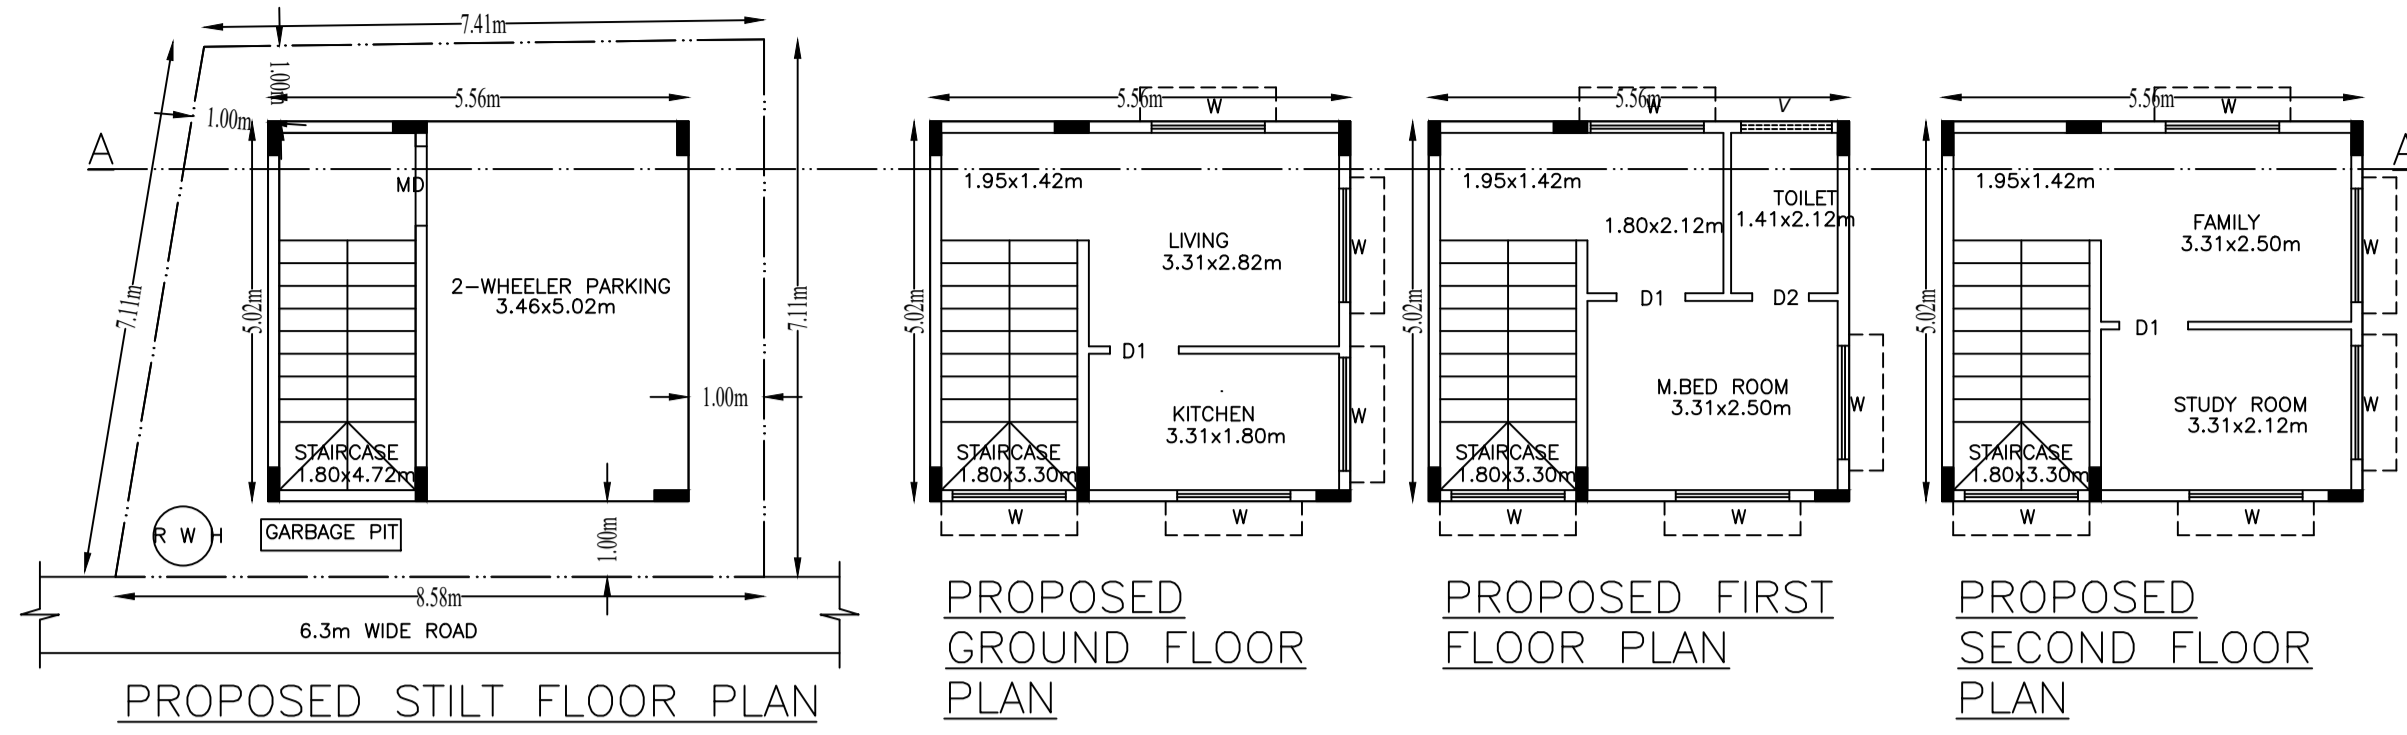 7.41m
1.00m
5.56m
1.00m
A
MD
7.11m
5.02m
2-WHEELER PARKING
3.46x5.02m
7.11m
1.00m
STAIRCASE
1.80x4.72m
R W H
GARBAGE PIT
1.00m
8.58m
6.3m WIDE ROAD
PROPOSED STILT FLOOR PLAN
5.56m
W
1.95x1.42m
5.02m
LIVING
3.31x2.82m
W
D1
KITCHEN
3.31x1.80m
W
STAIRCASE
1.80x3.30m
W
W
PROPOSED
GROUND FLOOR
PLAN
5.56m
W
V
1.95x1.42m
TOILET
1.41x2.12m
1.80x2.12m
5.02m
D1
D2
M.BED ROOM
3.31x2.50m
W
STAIRCASE
1.80x3.30m
W
W
PROPOSED FIRST
FLOOR PLAN
5.56m
W
A
1.95x1.42m
FAMILY
3.31x2.50m
W
5.02m
D1
STUDY ROOM
3.31x2.12m
W
STAIRCASE
1.80x3.30m
W
W
PROPOSED
SECOND FLOOR
PLAN